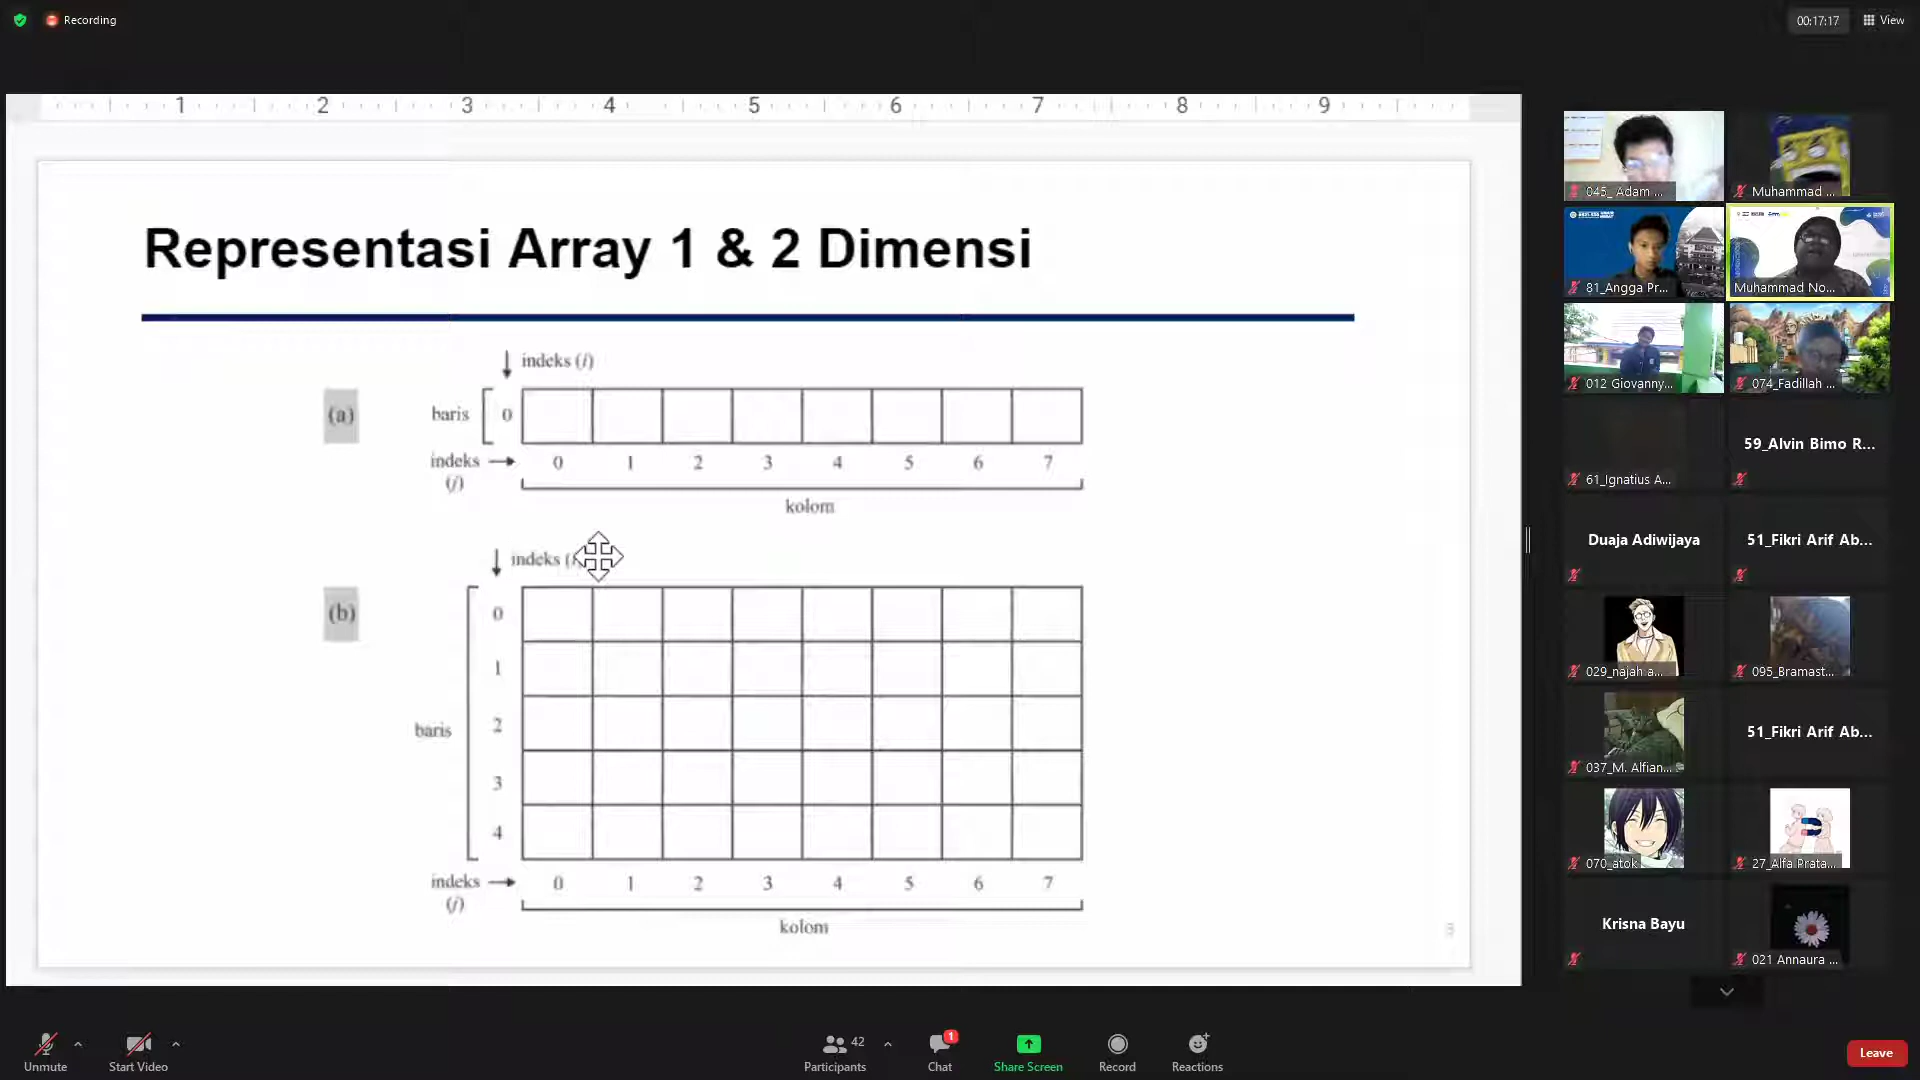 Recording
00:17:17
View
1 2 3 4 5 6 7 8 9
Representasi Array 1 & 2 Dimensi
indeks (i)
(a)
baris 0
indeks 0 1 2 3 4 5 6 7
(j)
kolom
indeks (
(b)
0
1
baris 2
3
4
indeks 0 1 2 3 4 5 6 7
(j)
kolom
3
045_ Adam ...
Muhammad ...
81_Angga Pr...
Muhammad No...
012 Giovanny...
074_Fadillah ...
61_Ignatius A...
59_Alvin Bimo R...
Duaja Adiwijaya
51_Fikri Arif Ab...
029_najah a...
095_Bramast...
037_M. Alfian...
51_Fikri Arif Ab...
070_atok
27_Alfa Prata...
Krisna Bayu
021 Annaura ...
Unmute
Start Video
42
Participants
1
Chat
Share Screen
Record
Reactions
Leave